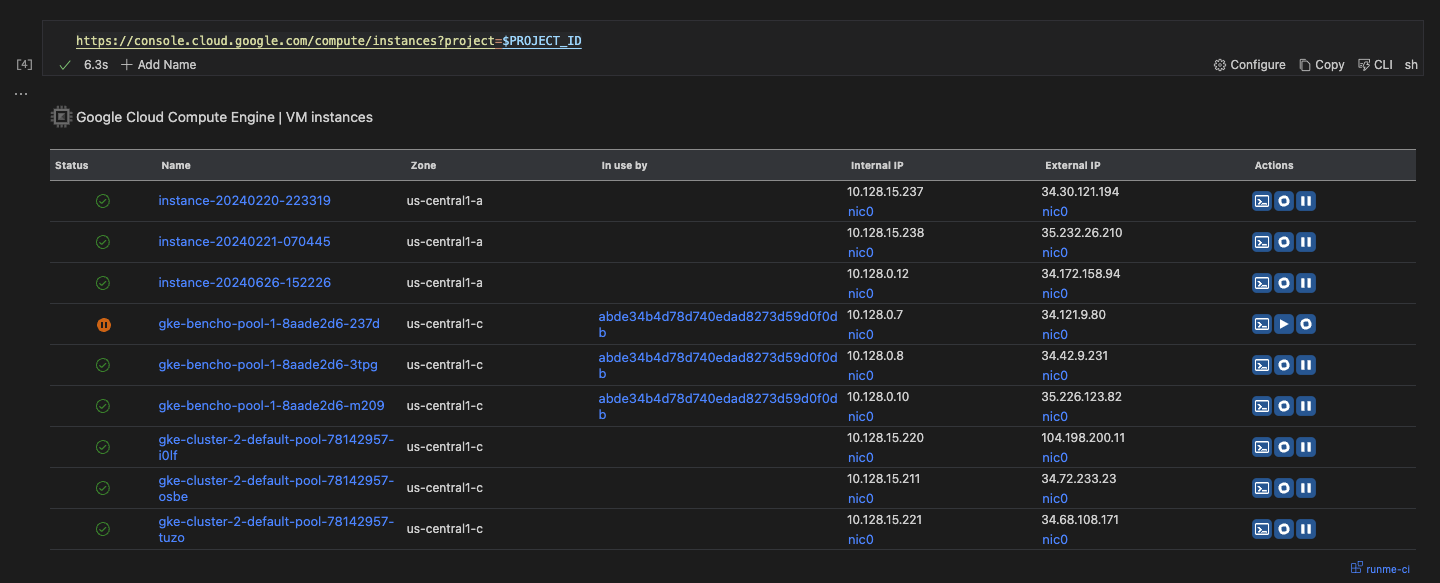 https://console.cloud.google.com/compute/instances?project=$PROJECT_ID
[4] 6.3s Add Name Configure Copy CLI sh
...
Google Cloud Compute Engine | VM instances
Status Name Zone In use by Internal IP External IP Actions
instance-20240220-223319 us-central1-a 10.128.15.237 34.30.121.194
nic0 nic0
instance-20240221-070445 us-central1-a 10.128.15.238 35.232.26.210
nic0 nic0
instance-20240626-152226 us-central1-a 10.128.0.12 34.172.158.94
nic0 nic0
gke-bencho-pool-1-8aade2d6-237d us-central1-c abde34b4d78d740edad8273d59d0f0d 10.128.0.7 34.121.9.80
b nic0 nic0
gke-bencho-pool-1-8aade2d6-3tpg us-central1-c abde34b4d78d740edad8273d59d0f0d 10.128.0.8 34.42.9.231
b nic0 nic0
gke-bencho-pool-1-8aade2d6-m209 us-central1-c abde34b4d78d740edad8273d59d0f0d 10.128.0.10 35.226.123.82
b nic0 nic0
gke-cluster-2-default-pool-78142957- us-central1-c 10.128.15.220 104.198.200.11
i0lf nic0 nic0
gke-cluster-2-default-pool-78142957- us-central1-c 10.128.15.211 34.72.233.23
osbe nic0 nic0
gke-cluster-2-default-pool-78142957- us-central1-c 10.128.15.221 34.68.108.171
tuzo nic0 nic0
runme-ci